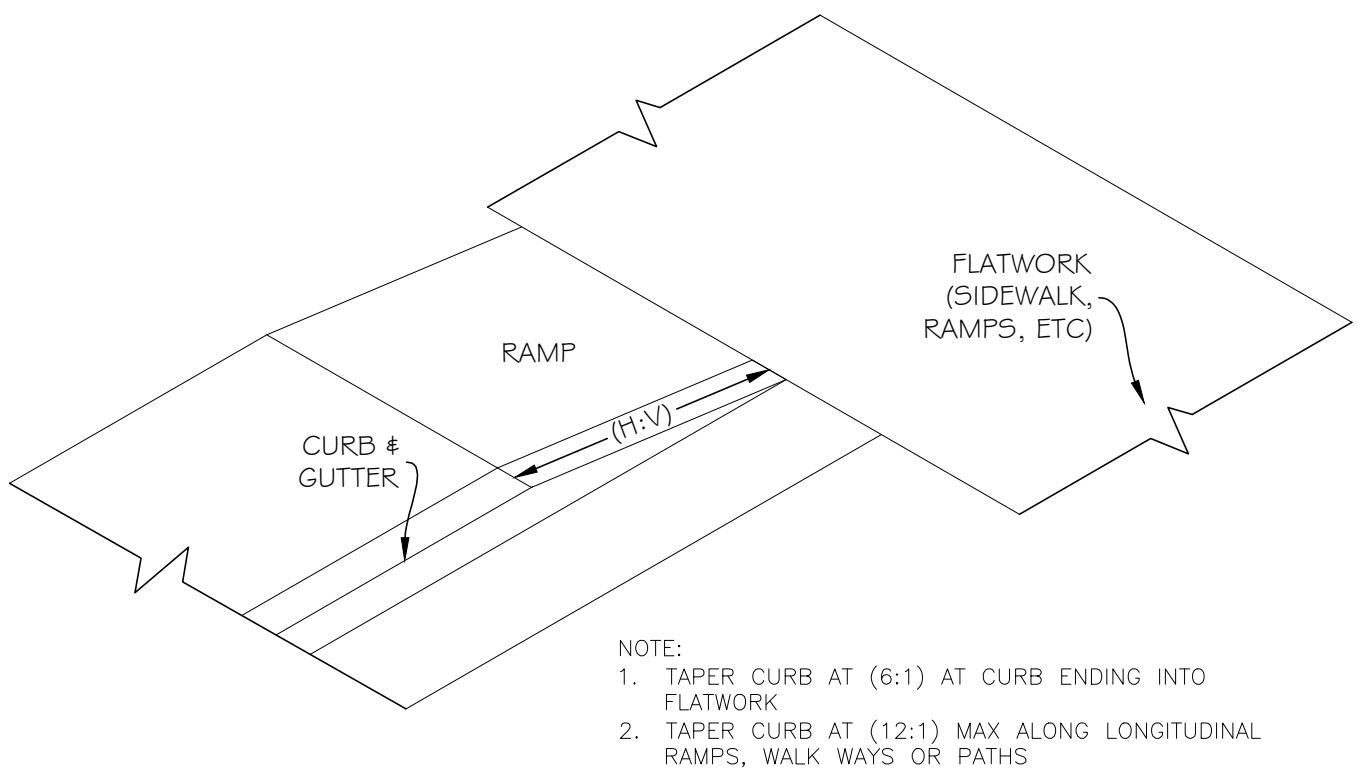 FLATWORK
(SIDEWALK,
RAMPS, ETC)
RAMP
(H:V)
CURB &
GUTTER
NOTE:
1. TAPER CURB AT (6:1) AT CURB ENDING INTO
FLATWORK
2. TAPER CURB AT (12:1) MAX ALONG LONGITUDINAL
RAMPS, WALK WAYS OR PATHS